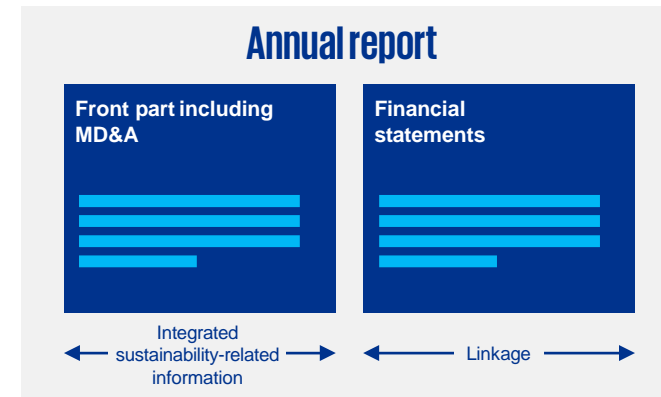 Annual report
Front part including
MD&A
Financial
statements
Integrated
sustainability-related
information
Linkage